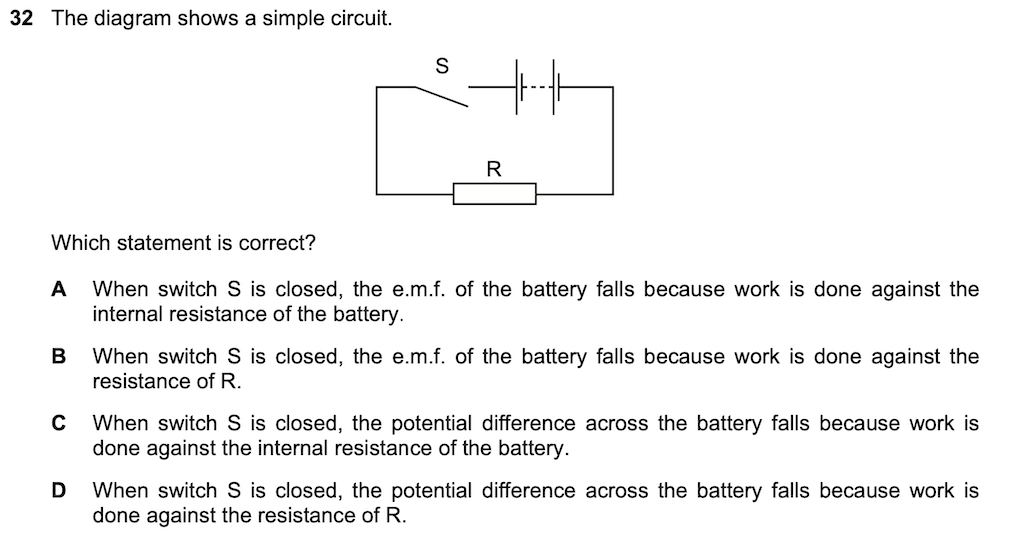 32 The diagram shows a simple circuit.
S
R
Which statement is correct?
A When switch S is closed, the e.m.f. of the battery falls because work is done against the
internal resistance of the battery.
B When switch S is closed, the e.m.f. of the battery falls because work is done against the
resistance of R.
C When switch S is closed, the potential difference across the battery falls because work is
done against the internal resistance of the battery.
D When switch S is closed, the potential difference across the battery falls because work is
done against the resistance of R.